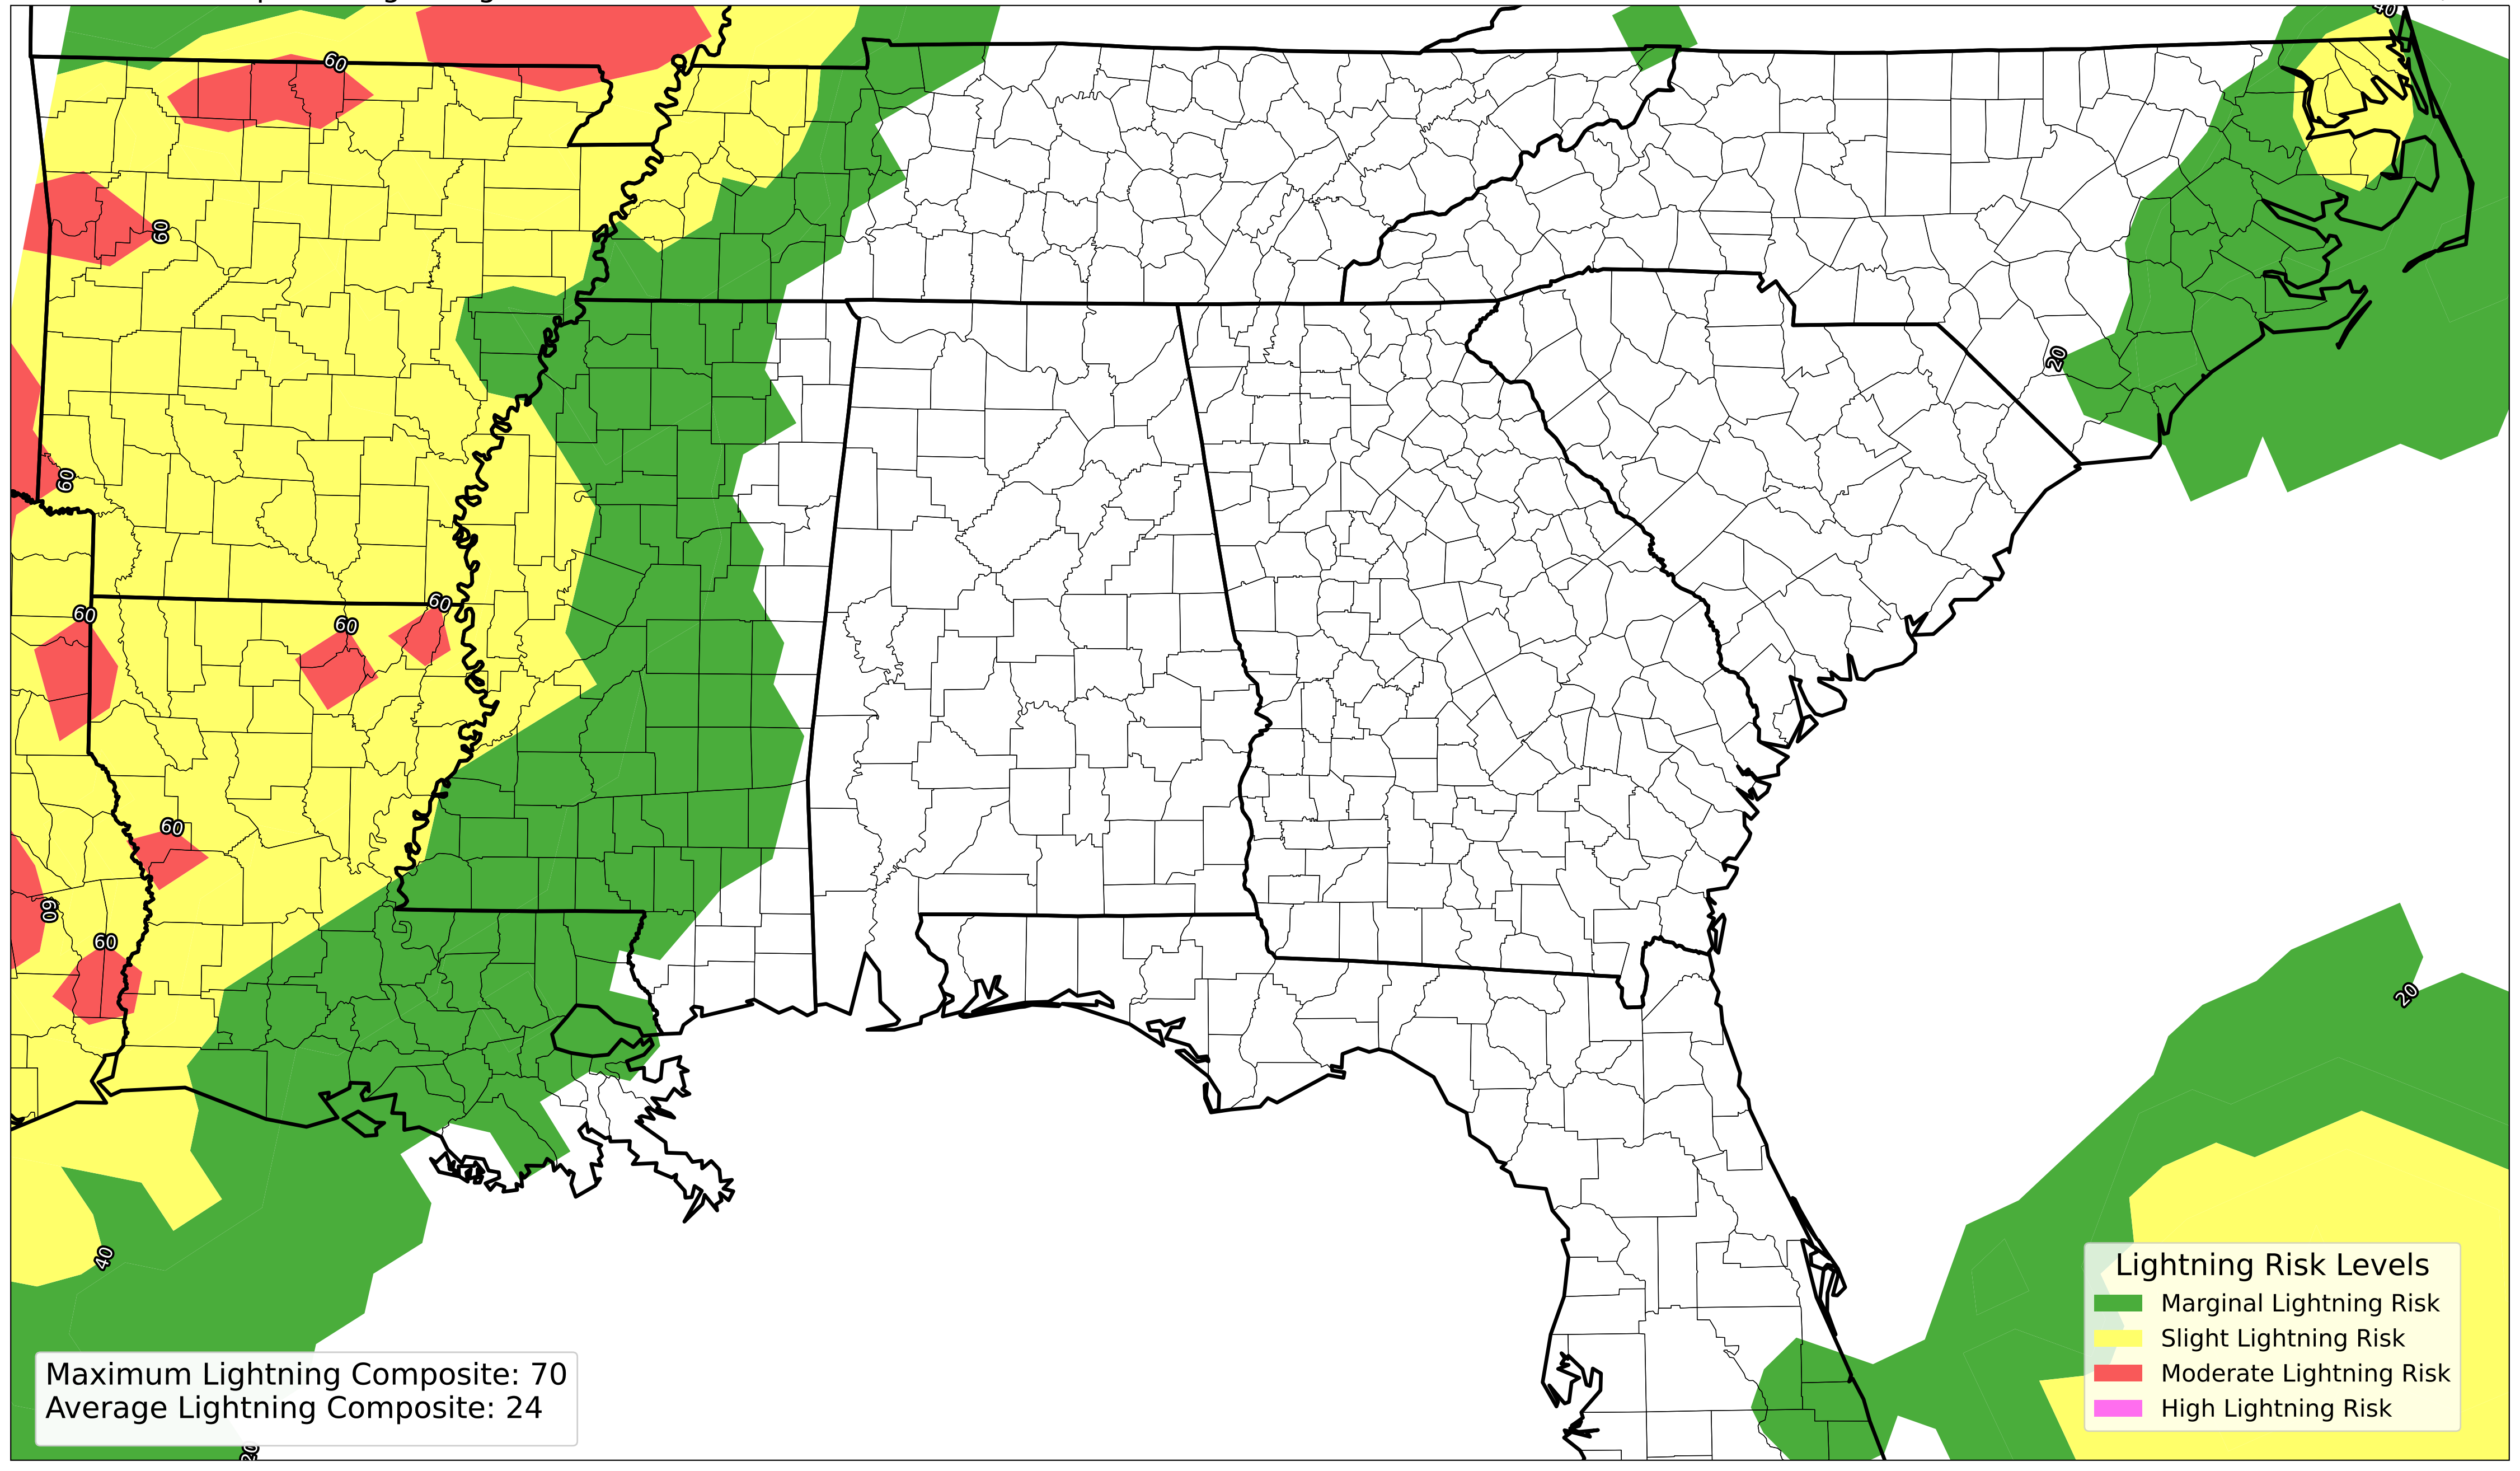 40
60
60
20
60
60
60
60
60
60
60
20
40
20
Lightning Risk Levels
Marginal Lightning Risk
Slight Lightning Risk
Moderate Lightning Risk
High Lightning Risk
Maximum Lightning Composite: 70
Average Lightning Composite: 24